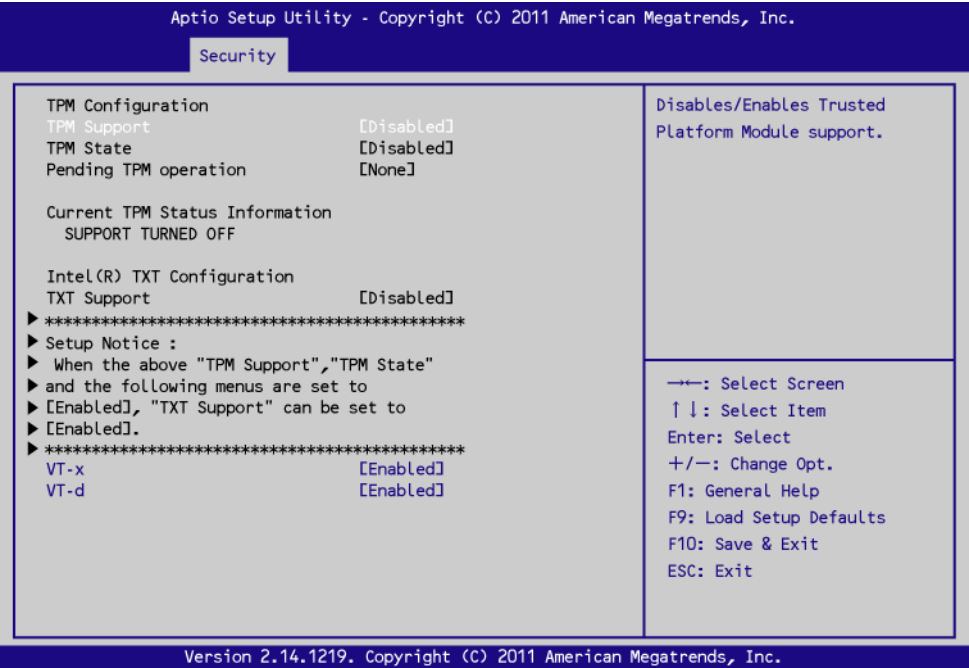 Aptio Setup Utility - Copyright (C) 2011 American Megatrends, Inc.
Security
TPM Configuration
TPM Support [Disabled]
TPM State [Disabled]
Pending TPM operation [None]
Current TPM Status Information
SUPPORT TURNED OFF
Intel(R) TXT Configuration
TXT Support [Disabled]
▶ *********************************************
▶ Setup Notice :
▶ When the above "TPM Support","TPM State"
▶ and the following menus are set to
▶ [Enabled], "TXT Support" can be set to
▶ [Enabled].
▶ *********************************************
VT-x [Enabled]
VT-d [Enabled]
Disables/Enables Trusted
Platform Module support.
→←: Select Screen
↑↓: Select Item
Enter: Select
+/—: Change Opt.
F1: General Help
F9: Load Setup Defaults
F10: Save & Exit
ESC: Exit
Version 2.14.1219. Copyright (C) 2011 American Megatrends, Inc.